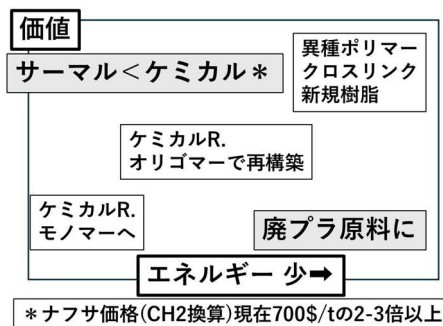 価値
サーマル＜ケミカル＊
異種ポリマー
クロスリンク
新規樹脂
ケミカルR.
オリゴマーで再構築
ケミカルR.
モノマーへ
廃プラ原料に
エネルギー 少➡
＊ナフサ価格(CH2換算)現在700$/tの2-3倍以上